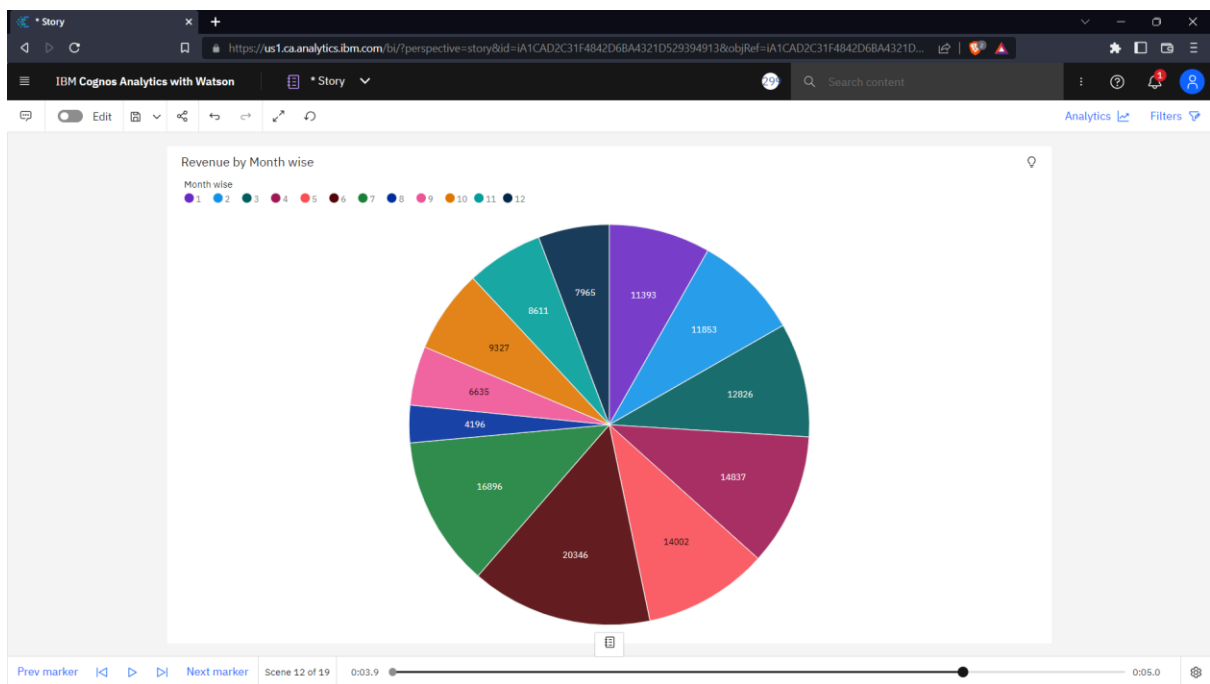 * Story
https://us1.ca.analytics.ibm.com/bi/?perspective=story&id=iA1CAD2C31F4842D6BA4321D529394913&objRef=iA1CAD2C31F4842D6BA4321D...
IBM Cognos Analytics with Watson
* Story
Search content
1
Edit
Analytics
Filters
Revenue by Month wise
Month wise
1 2 3 4 5 6 7 8 9 10 11 12
7965
11393
8611
11853
9327
6635
12826
4196
14837
16896
14002
20346
Prev marker
Next marker
Scene 12 of 19
0:03.9
0:05.0